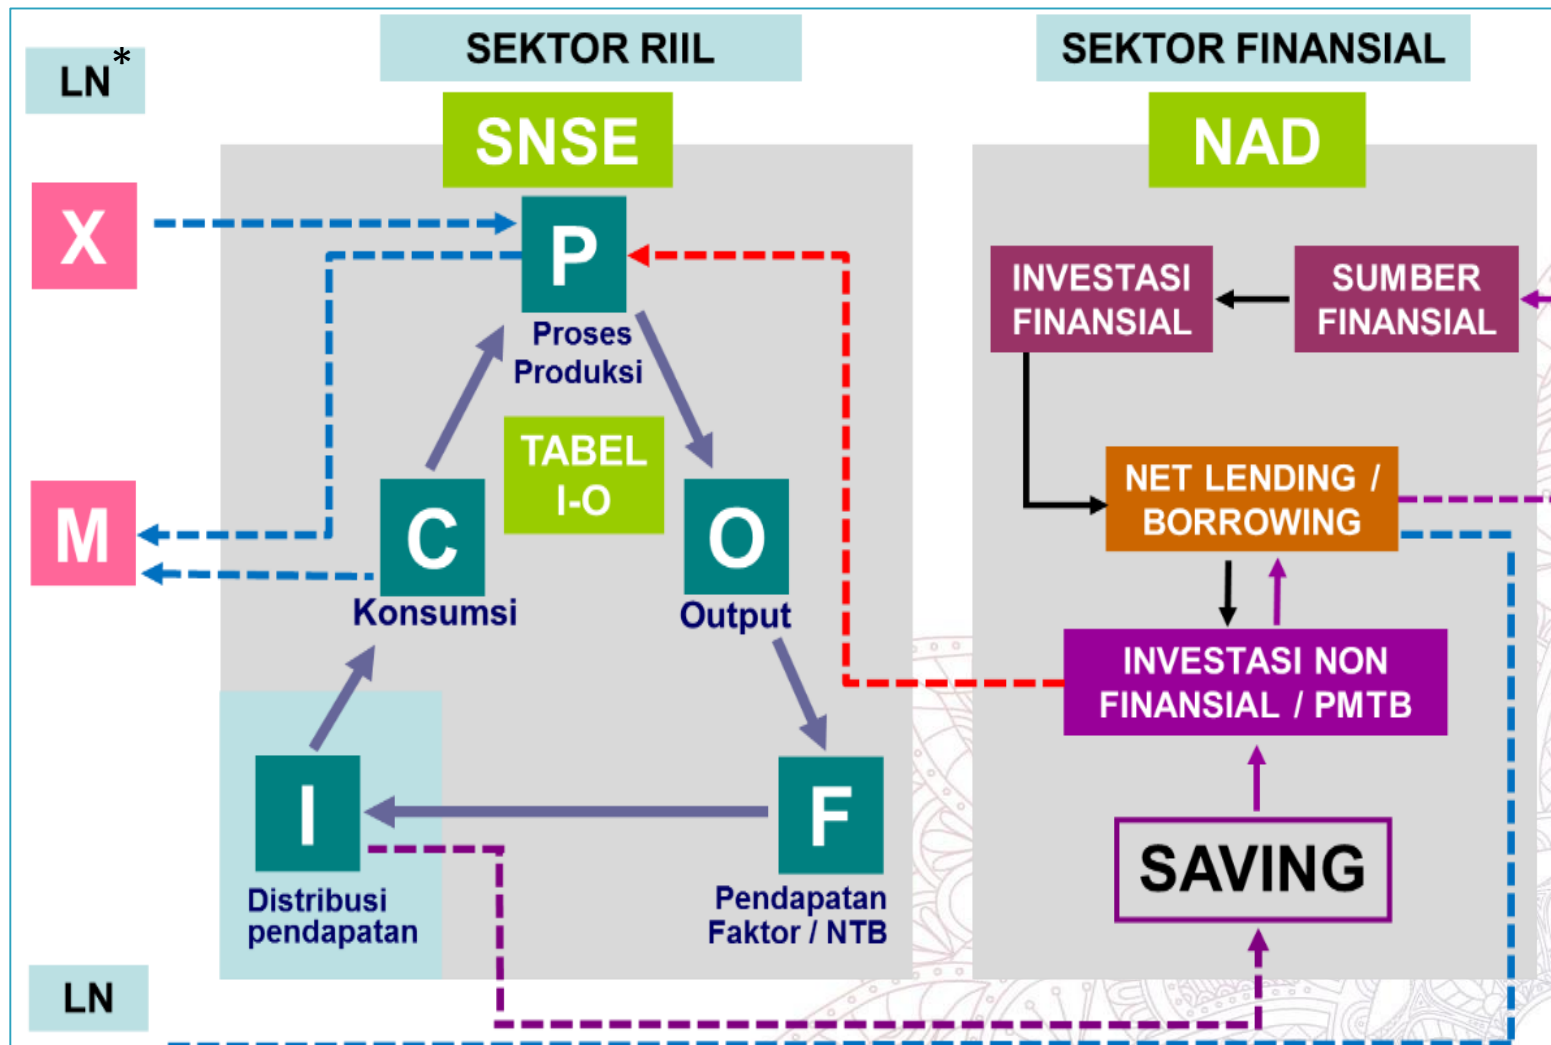 LN*
SEKTOR RIIL
SEKTOR FINANSIAL
SNSE
NAD
X
P
Proses
Produksi
INVESTASI
FINANSIAL
SUMBER
FINANSIAL
TABEL
I-O
M
C
Konsumsi
O
Output
NET LENDING /
BORROWING
INVESTASI NON
FINANSIAL / PMTB
I
Distribusi
pendapatan
F
Pendapatan
Faktor / NTB
SAVING
LN